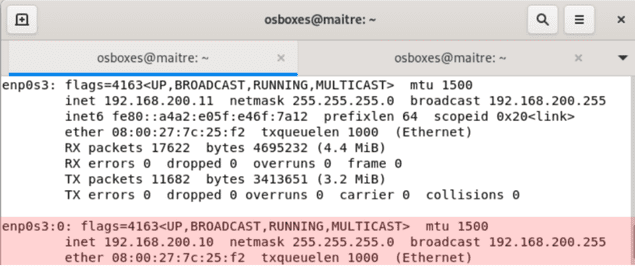 osboxes@maitre: ~
osboxes@maitre: ~
osboxes@maitre: ~
enp0s3: flags=4163<UP,BROADCAST,RUNNING,MULTICAST>  mtu 1500
        inet 192.168.200.11  netmask 255.255.255.0  broadcast 192.168.200.255
        inet6 fe80::a4a2:e05f:e46f:7a12  prefixlen 64  scopeid 0x20<link>
        ether 08:00:27:7c:25:f2  txqueuelen 1000  (Ethernet)
        RX packets 17622  bytes 4695232 (4.4 MiB)
        RX errors 0  dropped 0  overruns 0  frame 0
        TX packets 11682  bytes 3413651 (3.2 MiB)
        TX errors 0  dropped 0 overruns 0  carrier 0  collisions 0
enp0s3:0: flags=4163<UP,BROADCAST,RUNNING,MULTICAST>  mtu 1500
        inet 192.168.200.10  netmask 255.255.255.0  broadcast 192.168.200.255
        ether 08:00:27:7c:25:f2  txqueuelen 1000  (Ethernet)